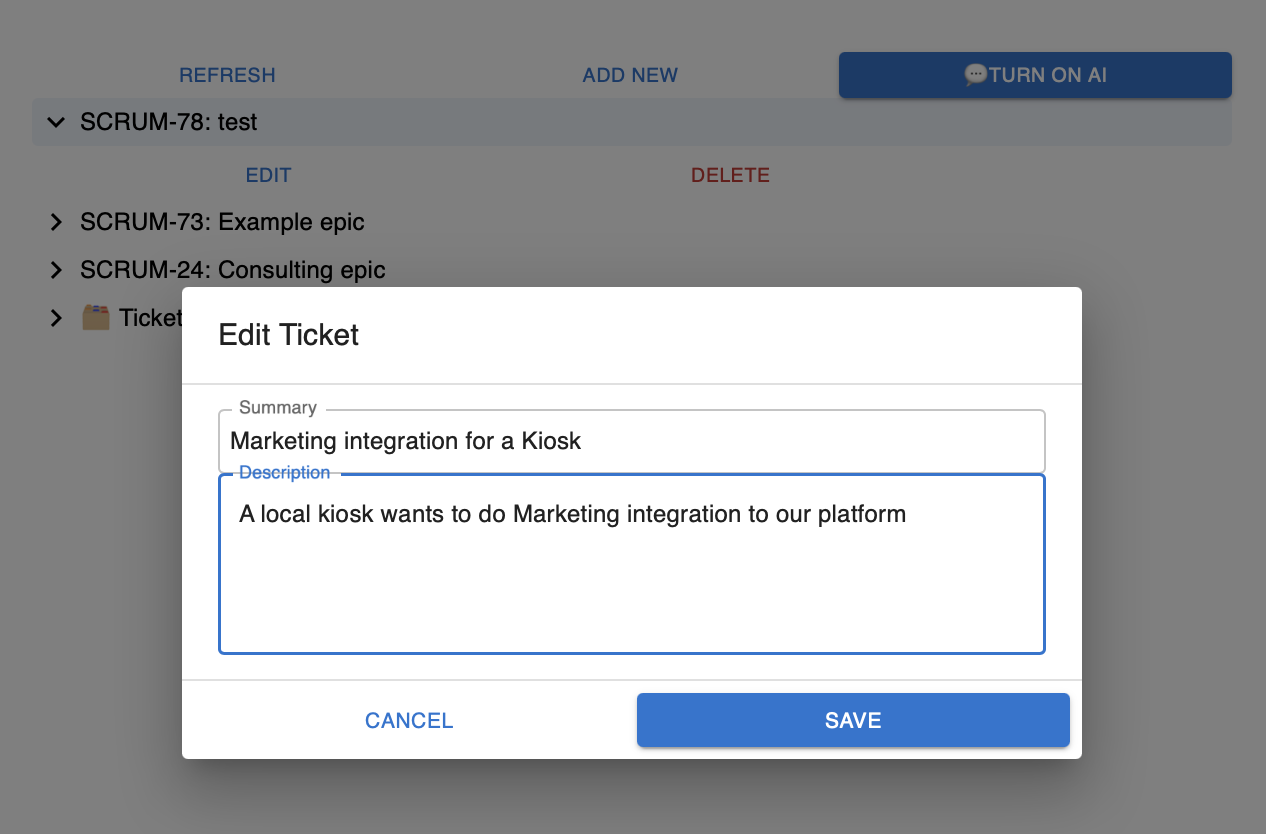 REFRESH ADD NEW 💬TURN ON AI
SCRUM-78: test
EDIT DELETE
SCRUM-73: Example epic
SCRUM-24: Consulting epic
Ticket
Edit Ticket
Summary
Marketing integration for a Kiosk
Description
A local kiosk wants to do Marketing integration to our platform
CANCEL SAVE